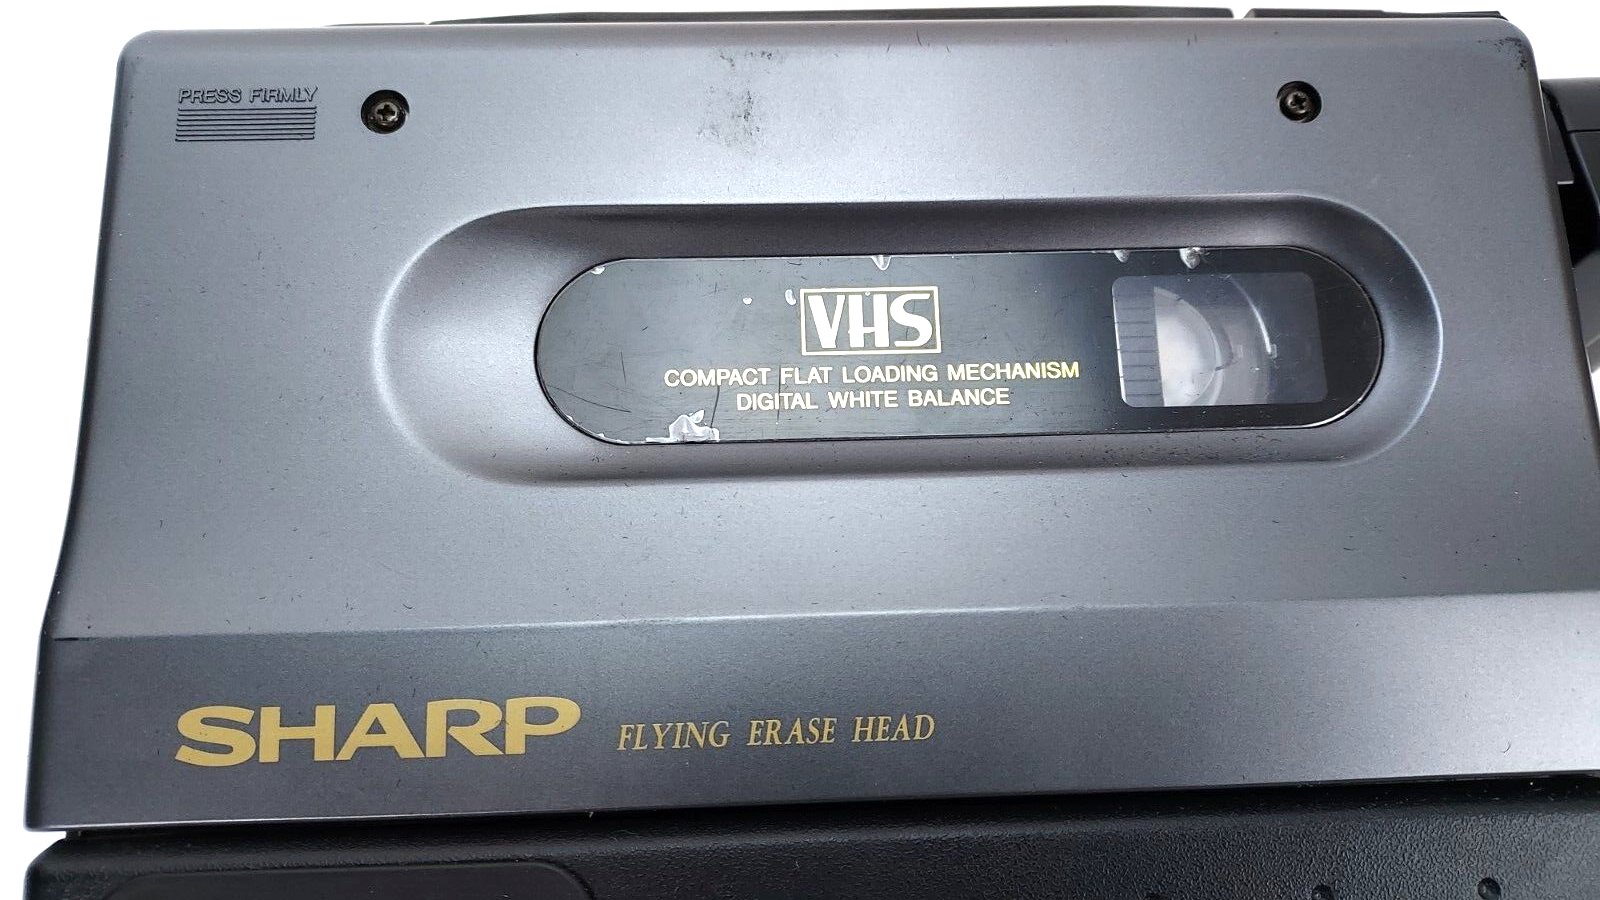 PRESS FIRMLY
VHS
COMPACT FLAT LOADING MECHANISM
DIGITAL WHITE BALANCE
SHARP FLYING ERASE HEAD